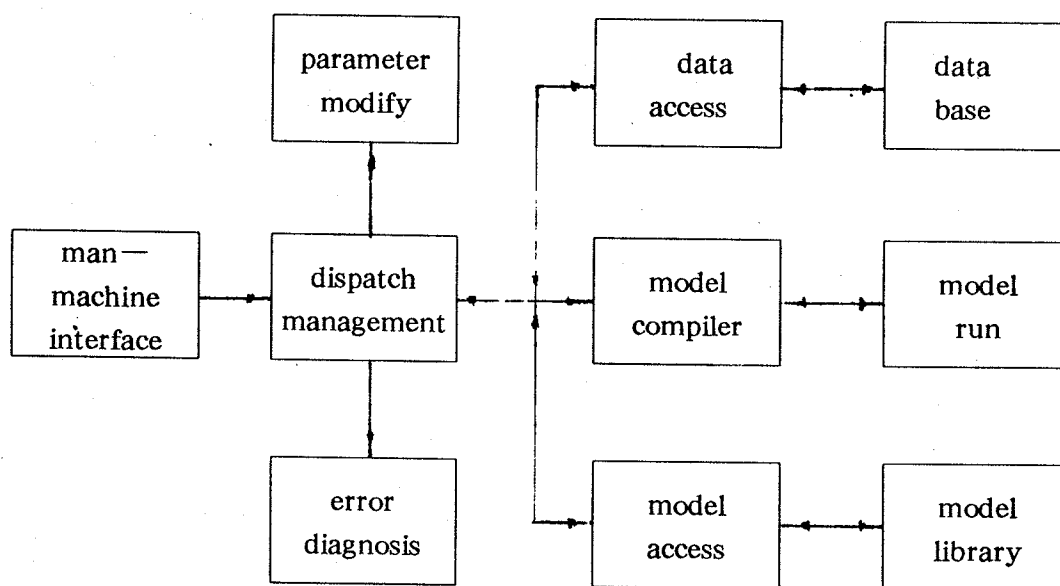 parameter
modify
data
access
data
base
man—
machine
interface
dispatch
management
model
compiler
model
run
error
diagnosis
model
access
model
library